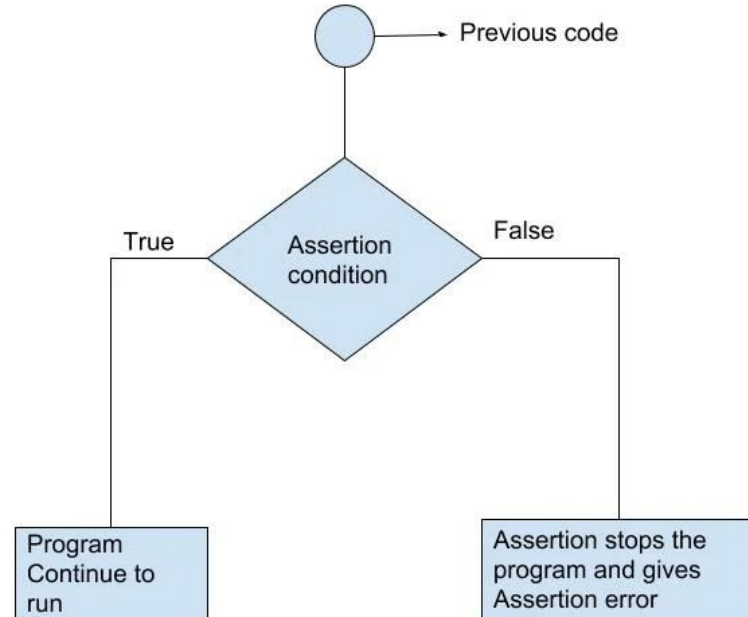 Previous code
True
Assertion
condition
False
Program
Continue to
run
Assertion stops the
program and gives
Assertion error